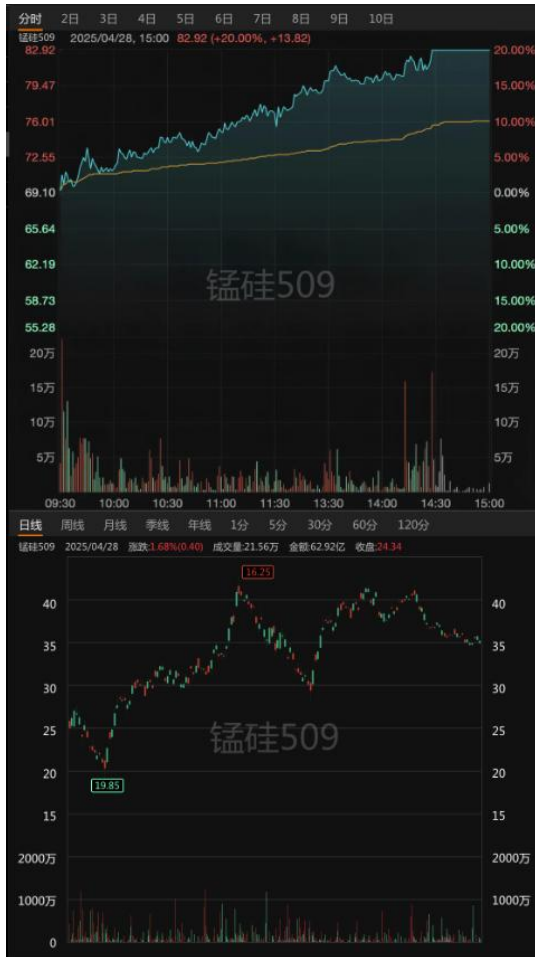 分时 2日 3日 4日 5日 6日 7日 8日 9日 10日
锰硅509 2025/04/28, 15:00 82.92 (+20.00%, +13.82)
82.92 20.00%
79.47 15.00%
76.01 10.00%
72.55 5.00%
69.10 0.00%
65.64 5.00%
62.19 10.00%
锰硅509
58.73 15.00%
55.28 20.00%
20万 20万
15万 15万
10万 10万
5万 5万
09:30 10:00 10:30 11:00 11:30 13:30 14:00 14:30 15:00
日线 周线 月线 季线 年线 1分 5分 30分 60分 120分
锰硅509 2025/04/28 涨跌:1.68%(0.40) 成交量:21.56万 金额:62.92亿 收盘:24.34
16.25
40 40
35 35
30 30
锰硅509
25 25
20 20
19.85
15 15
2000万 2000万
1000万 1000万
0